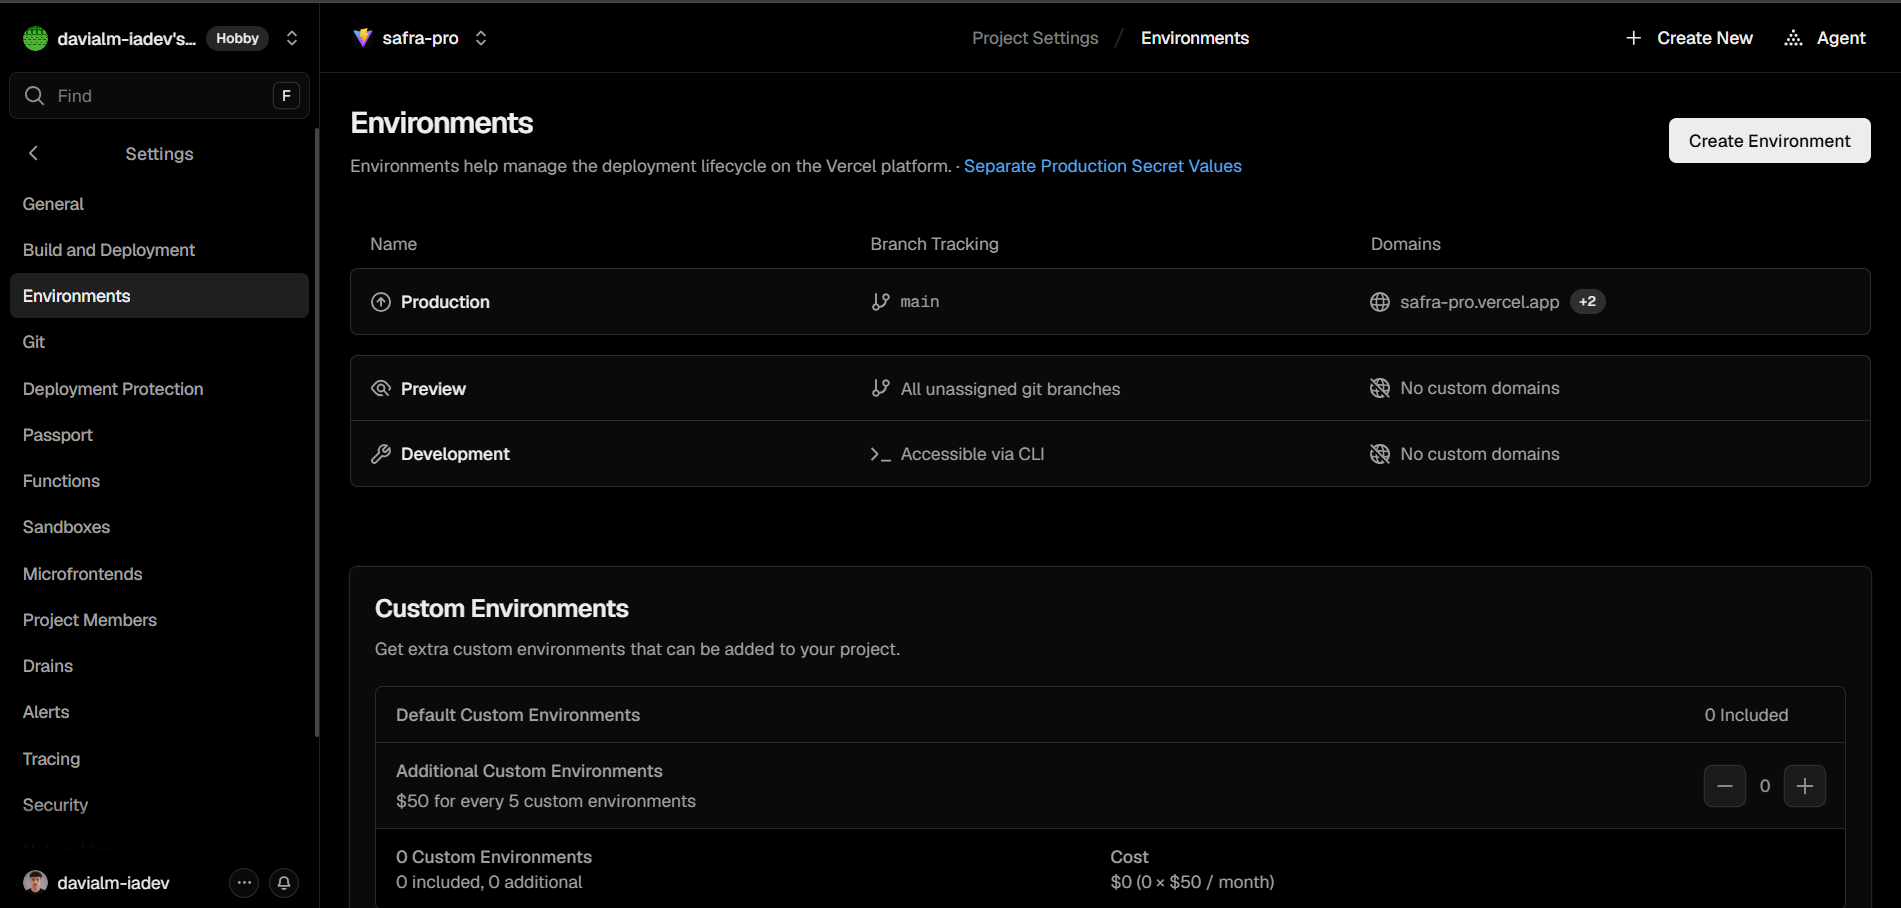 davialm-iadev's... Hobby
safra-pro
Project Settings / Environments
+ Create New
Agent
Find F
Settings
General
Build and Deployment
Environments
Git
Deployment Protection
Passport
Functions
Sandboxes
Microfrontends
Project Members
Drains
Alerts
Tracing
Security
davialm-iadev
Environments
Environments help manage the deployment lifecycle on the Vercel platform. · Separate Production Secret Values
Create Environment
Name Branch Tracking Domains
Production main safra-pro.vercel.app +2
Preview All unassigned git branches No custom domains
Development Accessible via CLI No custom domains
Custom Environments
Get extra custom environments that can be added to your project.
Default Custom Environments 0 Included
Additional Custom Environments
$50 for every 5 custom environments
0
0 Custom Environments Cost
0 included, 0 additional $0 (0 × $50 / month)